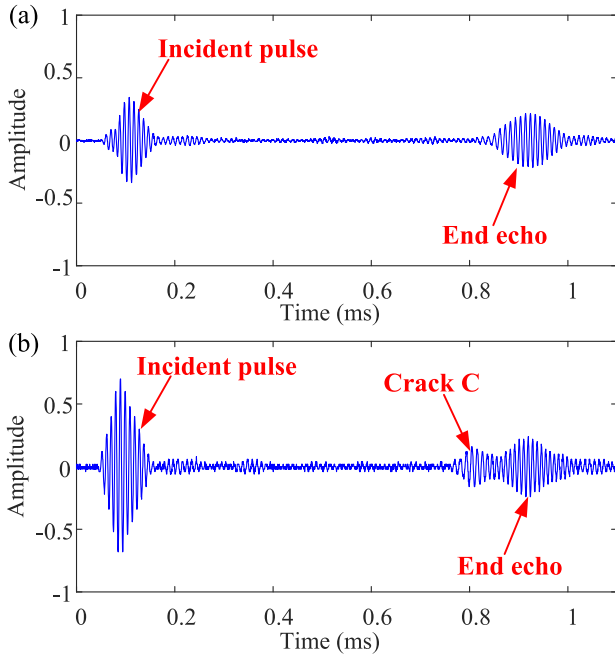 (a)
1
Incident pulse
0.5
Amplitude
0
-0.5
End echo
-1
0 0.2 0.4 0.6 0.8 1
Time (ms)
(b)
1
Incident pulse
Crack C
0.5
Amplitude
0
-0.5
End echo
-1
0 0.2 0.4 0.6 0.8 1
Time (ms)